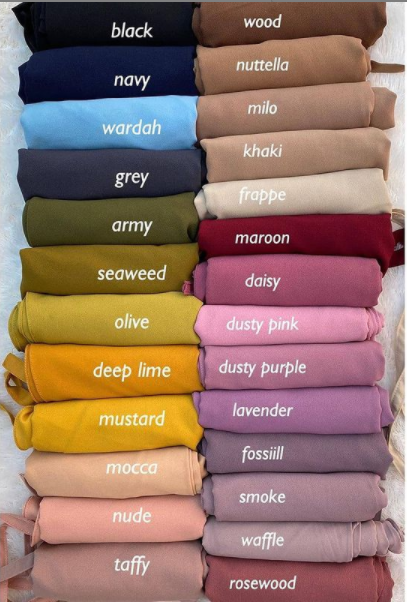 black
navy
wardah
grey
army
seaweed
olive
deep lime
mustard
mocca
nude
taffy
wood
nuttella
milo
khaki
frappe
maroon
daisy
dusty pink
dusty purple
lavender
fossiill
smoke
waffle
rosewood